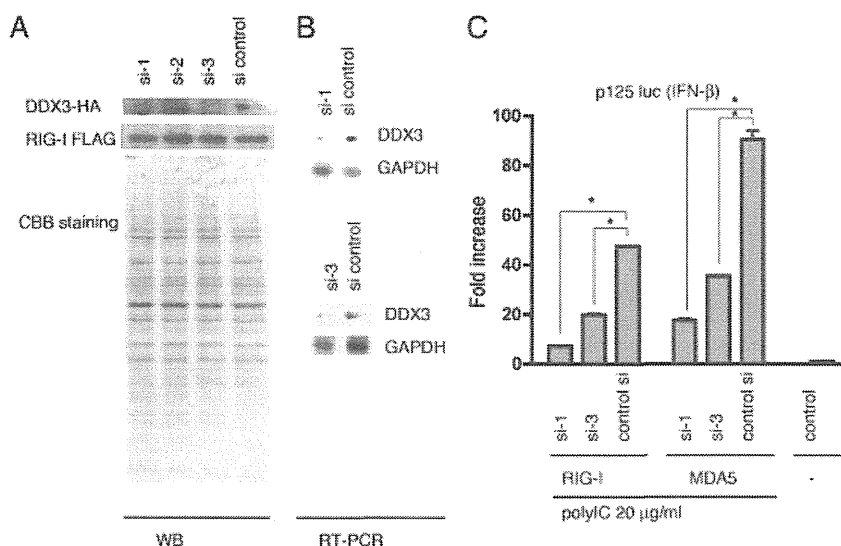 A
si-1
si-2
si-3
si control
DDX3-HA
RIG-I FLAG
CBB staining
WB
B
si-1
si control
DDX3
GAPDH
si-3
si control
DDX3
GAPDH
RT-PCR
C
p125 luc (IFN-β)
Fold increase
100
80
60
40
20
0
*
*
*
*
si-1
si-3
control si
si-1
si-3
control si
control
RIG-I
MDA5
-
polyIC 20 µg/ml